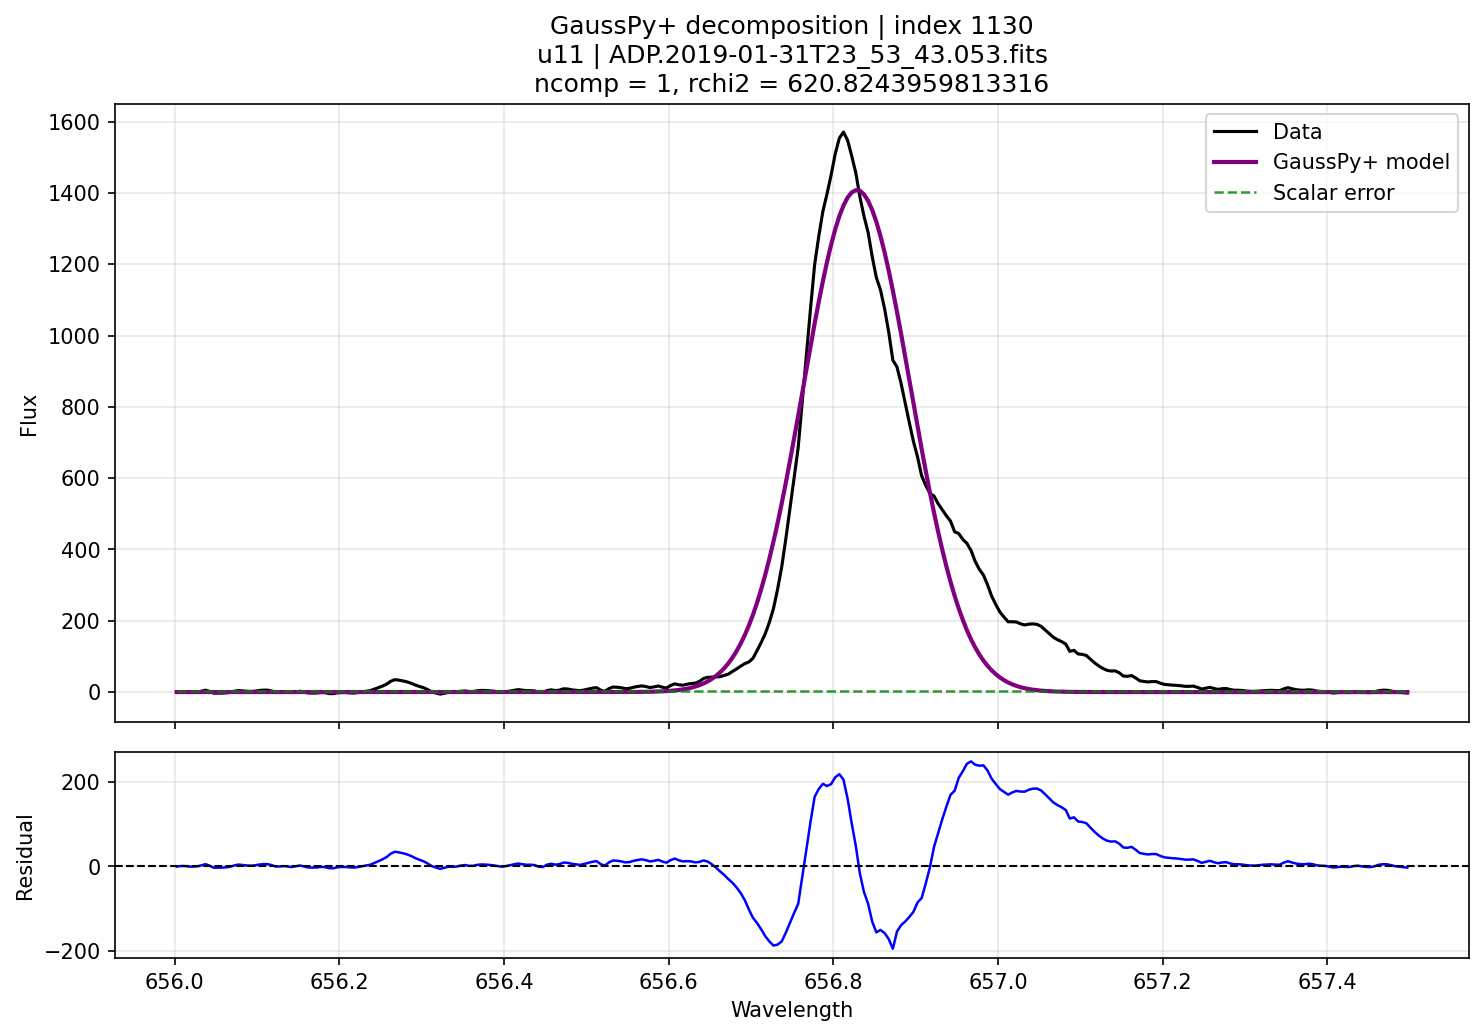 GaussPy+ decomposition | index 1130
u11 | ADP.2019-01-31T23_53_43.053.fits
ncomp = 1, rchi2 = 620.8243959813316
Data
GaussPy+ model
Scalar error
1600
1400
1200
1000
800
600
400
200
0
Flux
200
0
−200
Residual
656.0
656.2
656.4
656.6
656.8
657.0
657.2
657.4
Wavelength